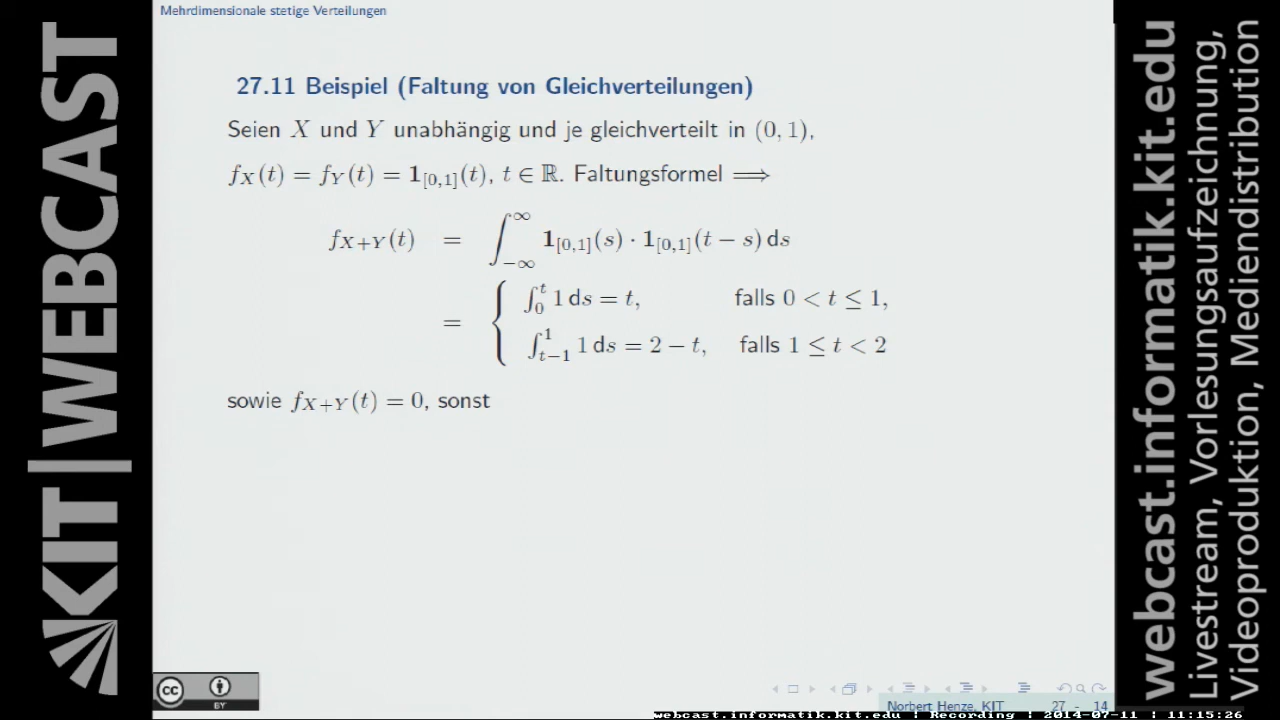 Mehrdimensionale stetige Verteilungen
27.11 Beispiel (Faltung von Gleichverteilungen)
Seien X und Y unabhängig und je gleichverteilt in (0, 1),
f_X(t) = f_Y(t) = 1_{[0,1]}(t), t ∈ ℝ. Faltungsformel ⟹
f_{X+Y}(t) = ∫_{−∞}^{∞} 1_{[0,1]}(s) · 1_{[0,1]}(t − s) ds
= { ∫_0^t 1 ds = t, falls 0 < t ≤ 1,
∫_{t−1}^1 1 ds = 2 − t, falls 1 ≤ t < 2
sowie f_{X+Y}(t) = 0, sonst
Norbert Henze, KIT 27 - 14
webcast.informatik.kit.edu | Recording | 2014-07-11 | 11:15:26
KIT|WEBCAST
cc BY
webcast.informatik.kit.edu
Livestream, Vorlesungsaufzeichnung,
Videoproduktion, Mediendistribution